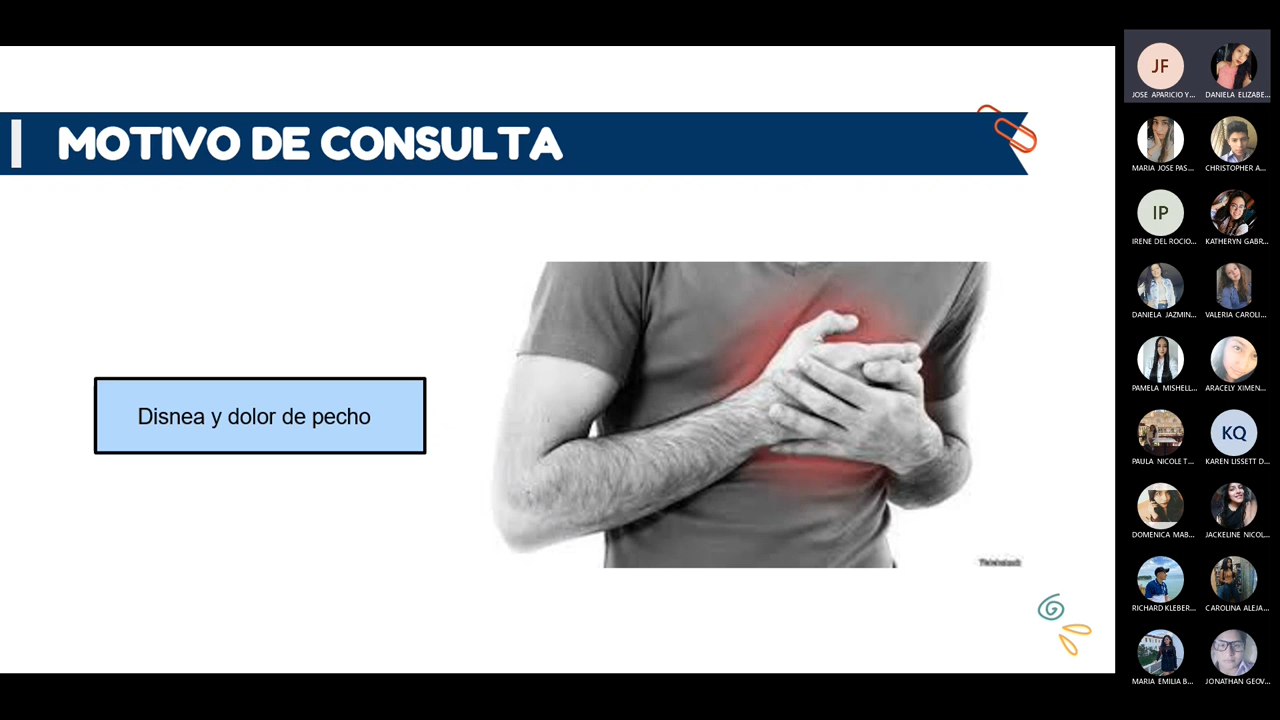 MOTIVO DE CONSULTA
Disnea y dolor de pecho
JF
JOSE APARICIO Y...
DANIELA ELIZABE...
MARIA JOSE PAS...
CHRISTOPHER A...
IP
IRENE DEL ROCIO...
KATHERYN GABR...
DANIELA JAZMIN...
VALERIA CAROLI...
PAMELA MISHELL...
ARACELY XIMEN...
PAULA NICOLE T...
KQ
KAREN LISSETT D...
DOMENICA MAB...
JACKELINE NICOL...
RICHARD KLEBER...
CAROLINA ALEJA...
MARIA EMILIA B...
JONATHAN GEOV...